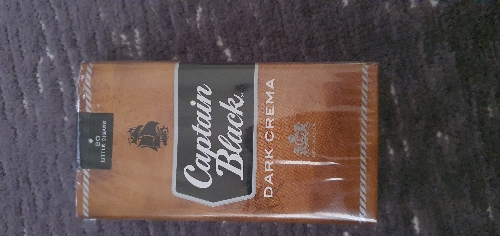 20
LITTLE CIGARS
Captain
Black
DARK CREMA